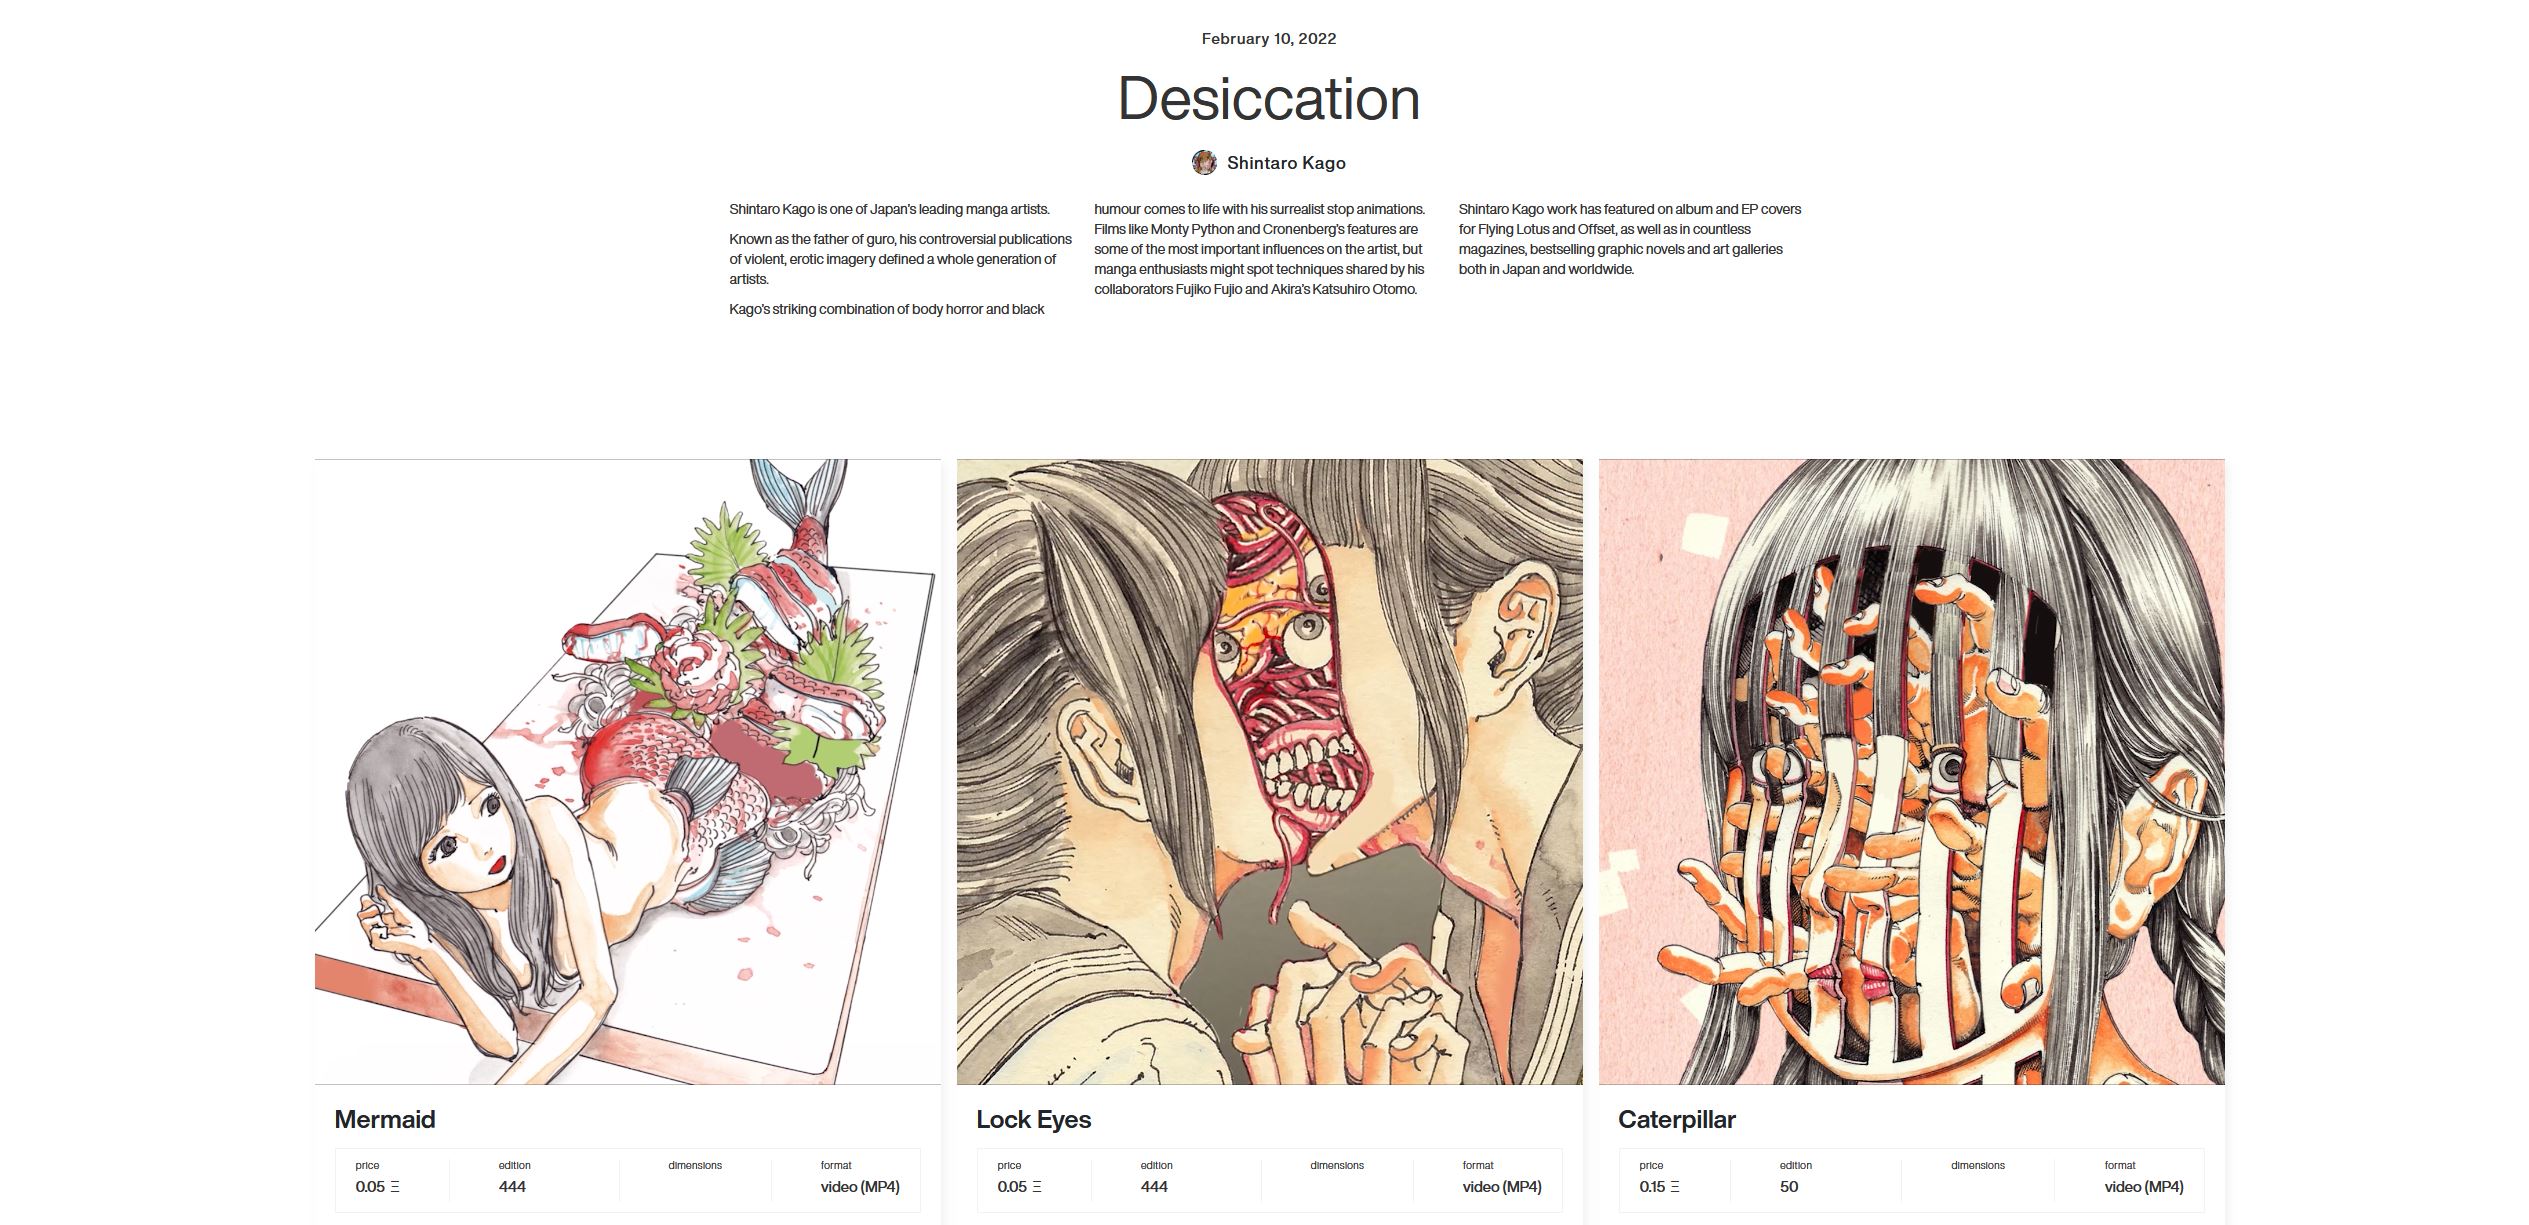 February 10, 2022
Desiccation
Shintaro Kago
Shintaro Kago is one of Japan's leading manga artists.
Known as the father of guro, his controversial publications
of violent, erotic imagery defined a whole generation of
artists.
Kago's striking combination of body horror and black
humour comes to life with his surrealist stop animations.
Films like Monty Python and Cronenberg's features are
some of the most important influences on the artist, but
manga enthusiasts might spot techniques shared by his
collaborators Fujiko Fujio and Akira's Katsuhiro Otomo.
Shintaro Kago work has featured on album and EP covers
for Flying Lotus and Offset, as well as in countless
magazines, bestselling graphic novels and art galleries
both in Japan and worldwide.
Mermaid
price edition dimensions format
0.05 Ξ 444 video (MP4)
Lock Eyes
price edition dimensions format
0.05 Ξ 444 video (MP4)
Caterpillar
price edition dimensions format
0.15 Ξ 50 video (MP4)